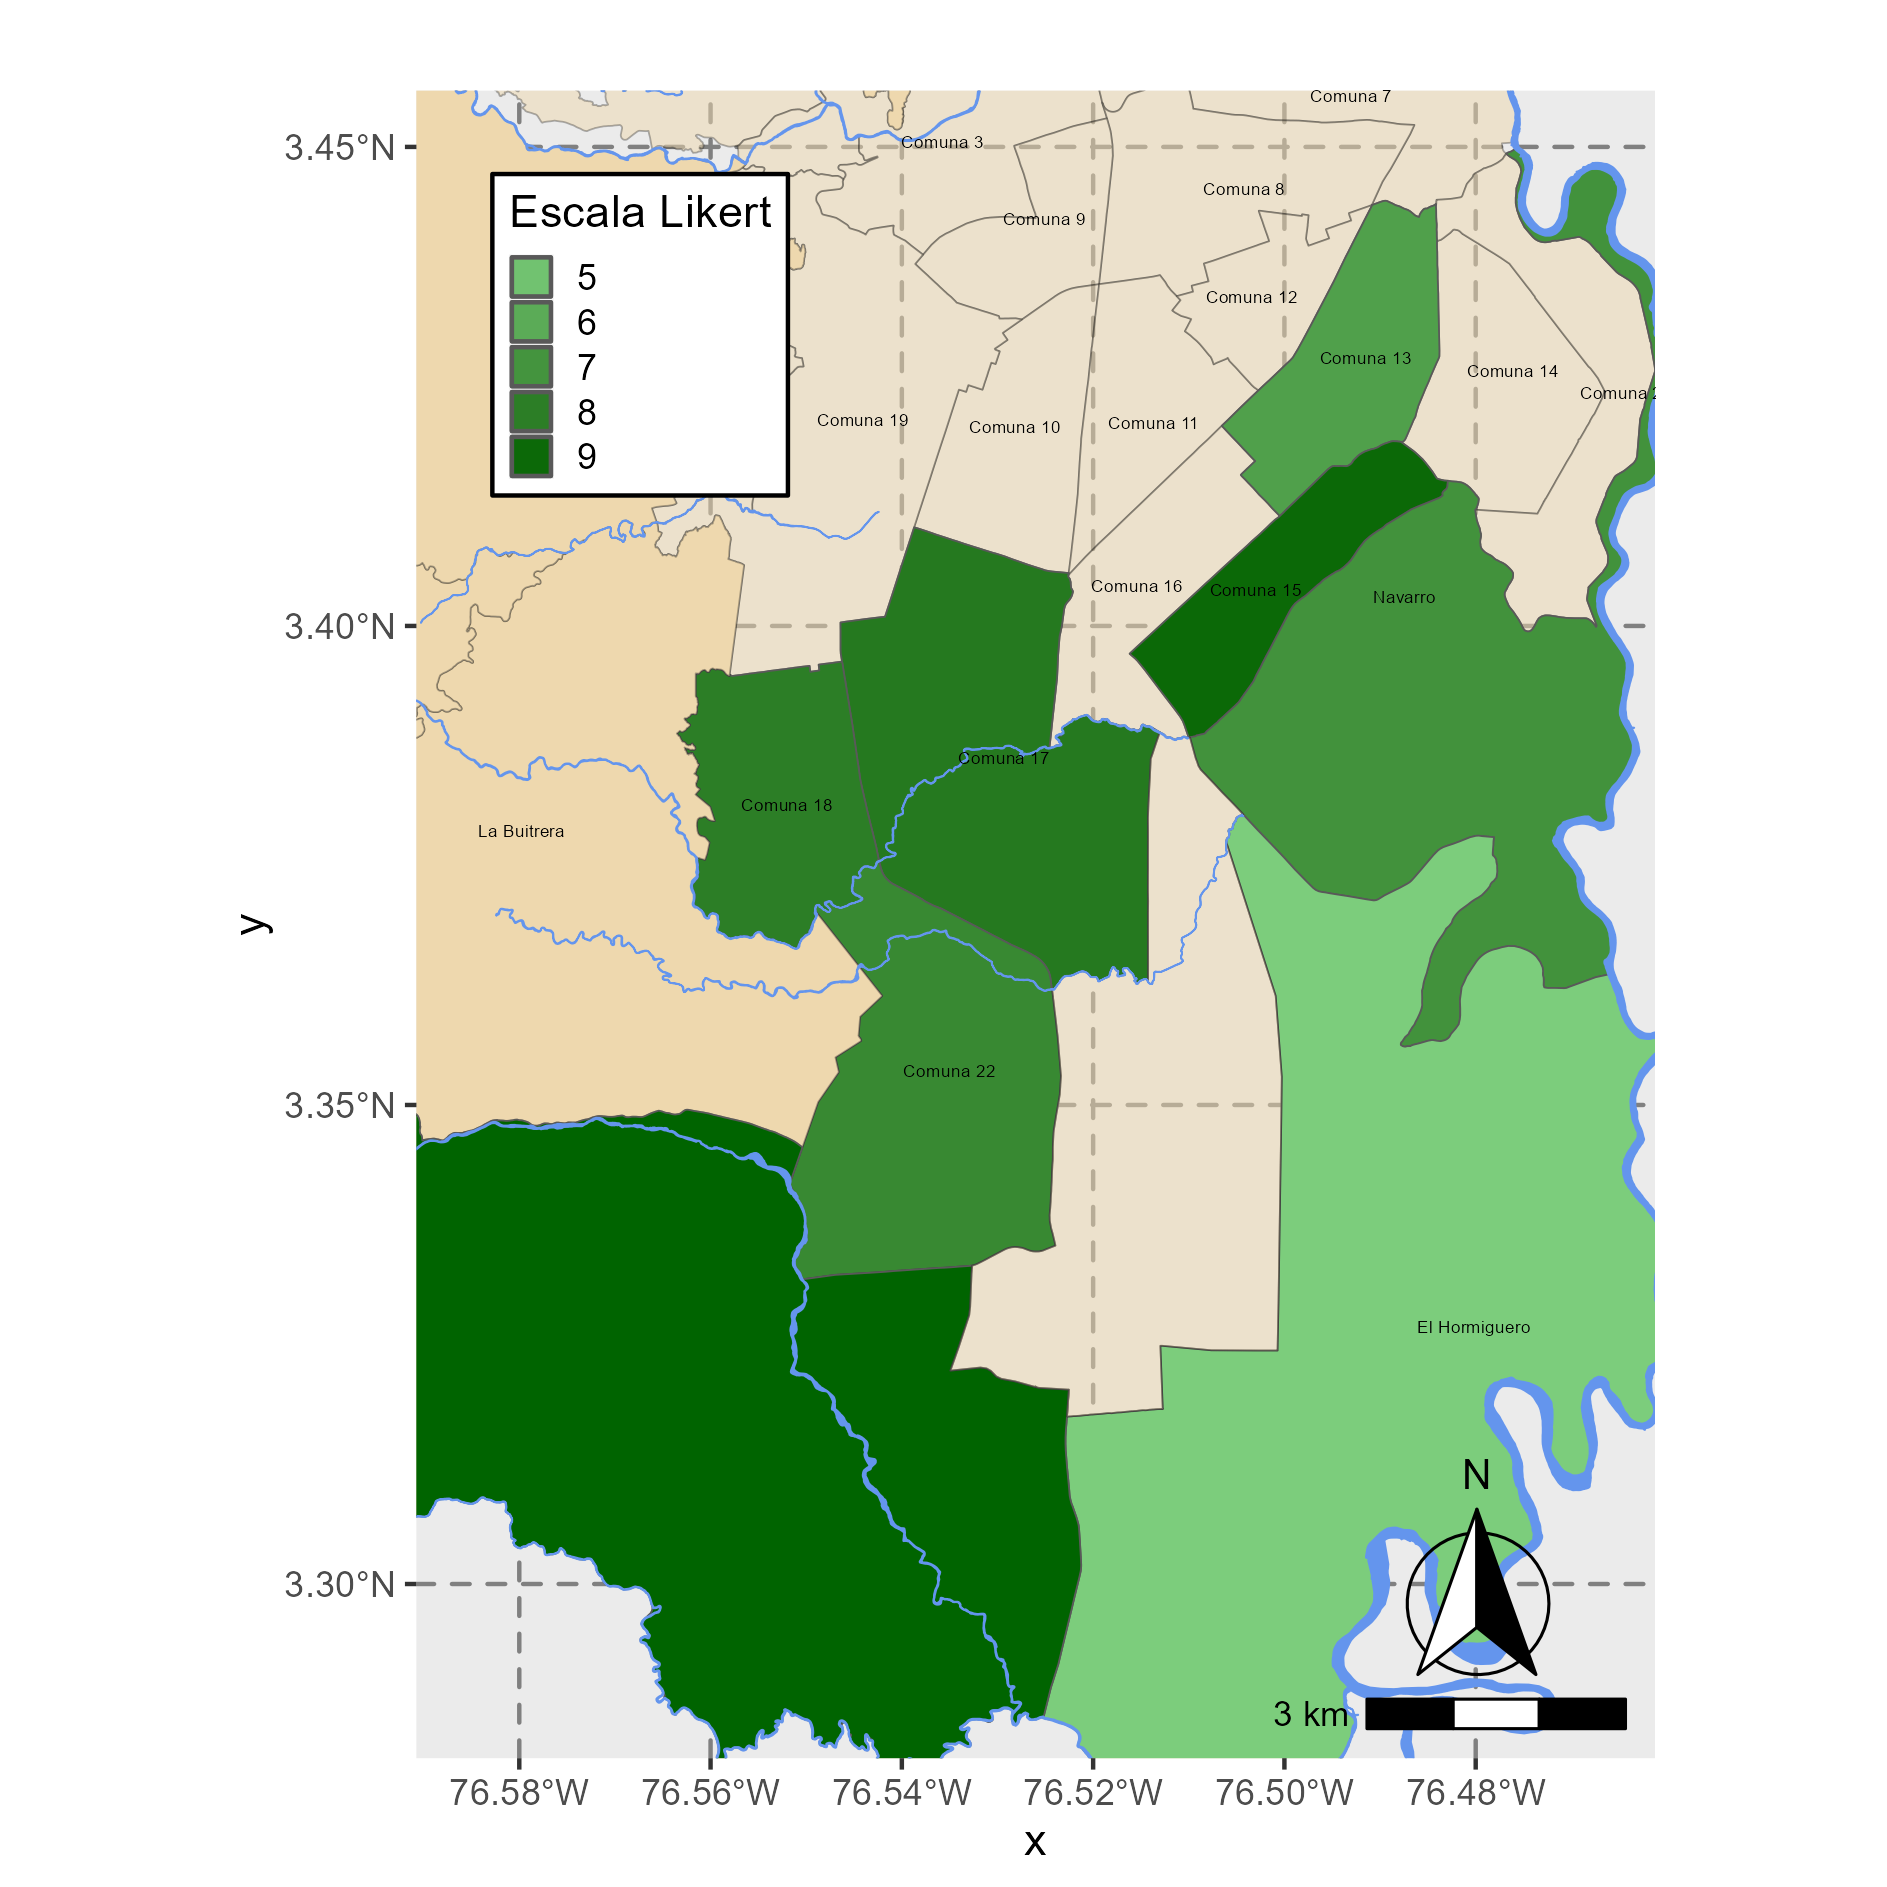 Comuna 7
Comuna 3
3.45°N
Comuna 8
Escala Likert
Comuna 9
5
Comuna 12
6
Comuna 13
7
Comuna 14
Comuna
8
Comuna 19
Comuna 10
Comuna 11
9
Comuna 16
Comuna 15
Navarro
3.40°N
Comuna 17
Comuna 18
La Buitrera
y
Comuna 22
3.35°N
El Hormiguero
N
3.30°N
3 km
76.58°W 76.56°W 76.54°W 76.52°W 76.50°W 76.48°W
x